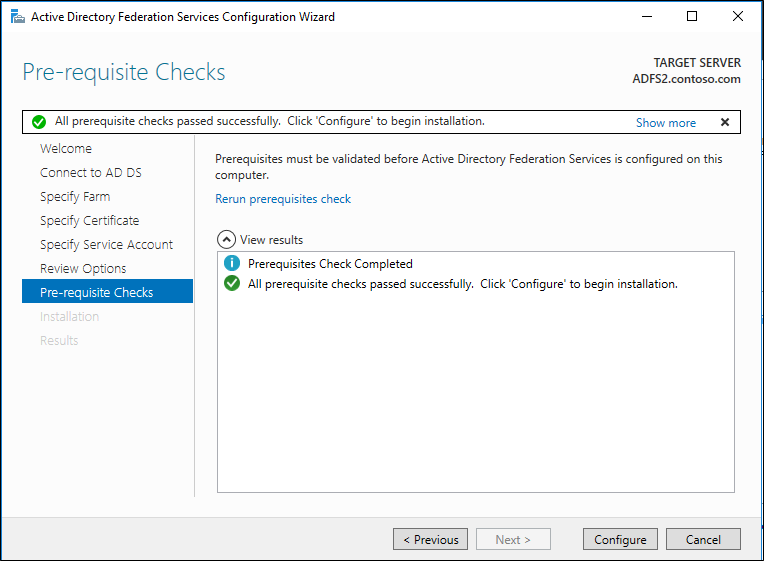 Active Directory Federation Services Configuration Wizard
Pre-requisite Checks
TARGET SERVER
ADFS2.contoso.com
All prerequisite checks passed successfully.  Click 'Configure' to begin installation.
Show more
Welcome
Connect to AD DS
Specify Farm
Specify Certificate
Specify Service Account
Review Options
Pre-requisite Checks
Installation
Results
Prerequisites must be validated before Active Directory Federation Services is configured on this
computer.
Rerun prerequisites check
View results
Prerequisites Check Completed
All prerequisite checks passed successfully.  Click 'Configure' to begin installation.
< Previous
Next >
Configure
Cancel